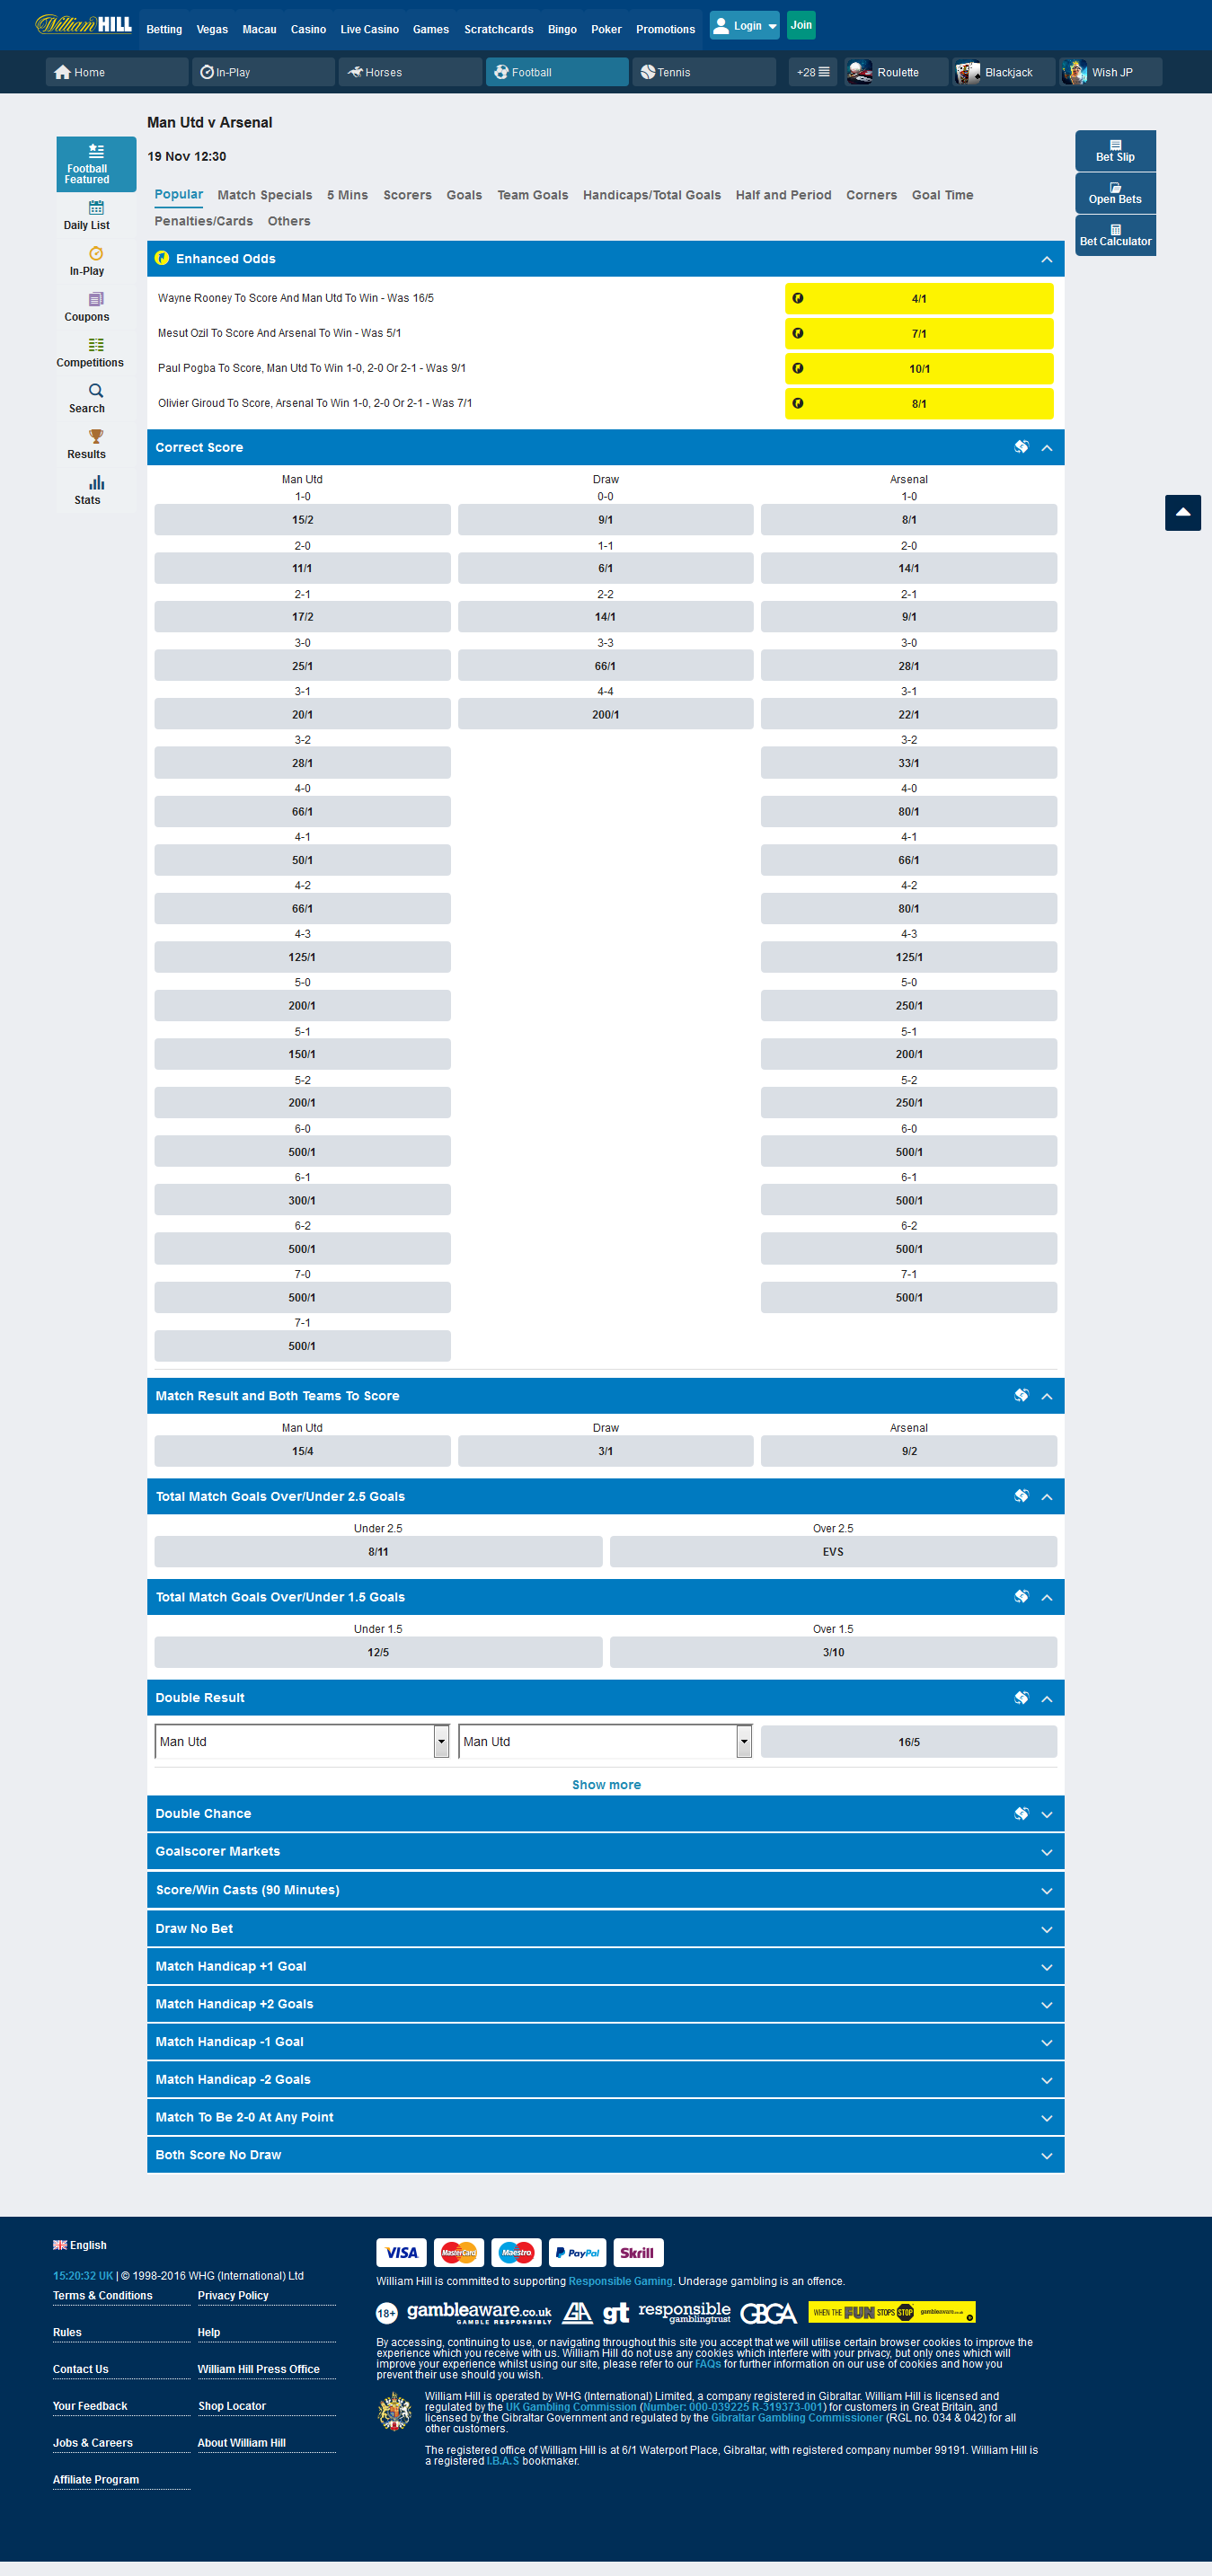 William HILL
Betting Vegas Macau Casino Live Casino Games Scratchcards Bingo Poker Promotions Login Join
Home In-Play Horses Football Tennis +28 Roulette Blackjack Wish JP
Man Utd v Arsenal
19 Nov 12:30
Football
Featured
Daily List
In-Play
Coupons
Competitions
Search
Results
Stats
Bet Slip
Open Bets
Bet Calculator
Popular Match Specials 5 Mins Scorers Goals Team Goals Handicaps/Total Goals Half and Period Corners Goal Time
Penalties/Cards Others
Enhanced Odds
Wayne Rooney To Score And Man Utd To Win - Was 16/5 4/1
Mesut Ozil To Score And Arsenal To Win - Was 5/1 7/1
Paul Pogba To Score, Man Utd To Win 1-0, 2-0 Or 2-1 - Was 9/1 10/1
Olivier Giroud To Score, Arsenal To Win 1-0, 2-0 Or 2-1 - Was 7/1 8/1
Correct Score
Man Utd Draw Arsenal
1-0 0-0 1-0
15/2 9/1 8/1
2-0 1-1 2-0
11/1 6/1 14/1
2-1 2-2 2-1
17/2 14/1 9/1
3-0 3-3 3-0
25/1 66/1 28/1
3-1 4-4 3-1
20/1 200/1 22/1
3-2 3-2
28/1 33/1
4-0 4-0
66/1 80/1
4-1 4-1
50/1 66/1
4-2 4-2
66/1 80/1
4-3 4-3
125/1 125/1
5-0 5-0
200/1 250/1
5-1 5-1
150/1 200/1
5-2 5-2
200/1 250/1
6-0 6-0
500/1 500/1
6-1 6-1
300/1 500/1
6-2 6-2
500/1 500/1
7-0 7-1
500/1 500/1
7-1
500/1
Match Result and Both Teams To Score
Man Utd Draw Arsenal
15/4 3/1 9/2
Total Match Goals Over/Under 2.5 Goals
Under 2.5 Over 2.5
8/11 EVS
Total Match Goals Over/Under 1.5 Goals
Under 1.5 Over 1.5
12/5 3/10
Double Result
Man Utd Man Utd 16/5
Show more
Double Chance
Goalscorer Markets
Score/Win Casts (90 Minutes)
Draw No Bet
Match Handicap +1 Goal
Match Handicap +2 Goals
Match Handicap -1 Goal
Match Handicap -2 Goals
Match To Be 2-0 At Any Point
Both Score No Draw
English
15:20:32 UK | © 1998-2016 WHG (International) Ltd
Terms & Conditions Privacy Policy
Rules Help
Contact Us William Hill Press Office
Your Feedback Shop Locator
Jobs & Careers About William Hill
Affiliate Program
VISA MasterCard Maestro PayPal Skrill
William Hill is committed to supporting Responsible Gaming. Underage gambling is an offence.
18+ gambleaware.co.uk GAMBLE RESPONSIBLY gt responsible gamblingtrust GBGA WHEN THE FUN STOPS STOP gambleaware.co.uk
By accessing, continuing to use, or navigating throughout this site you accept that we will utilise certain browser cookies to improve the
experience which you receive with us. William Hill do not use any cookies which interfere with your privacy, but only ones which will
improve your experience whilst using our site, please refer to our FAQs for further information on our use of cookies and how you
prevent their use should you wish.
William Hill is operated by WHG (International) Limited, a company registered in Gibraltar. William Hill is licensed and
regulated by the UK Gambling Commission (Number: 000-039225 R-319373-001) for customers in Great Britain, and
licensed by the Gibraltar Government and regulated by the Gibraltar Gambling Commissioner (RGL no. 034 & 042) for all
other customers.
The registered office of William Hill is at 6/1 Waterport Place, Gibraltar, with registered company number 99191. William Hill is
a registered I.B.A.S bookmaker.